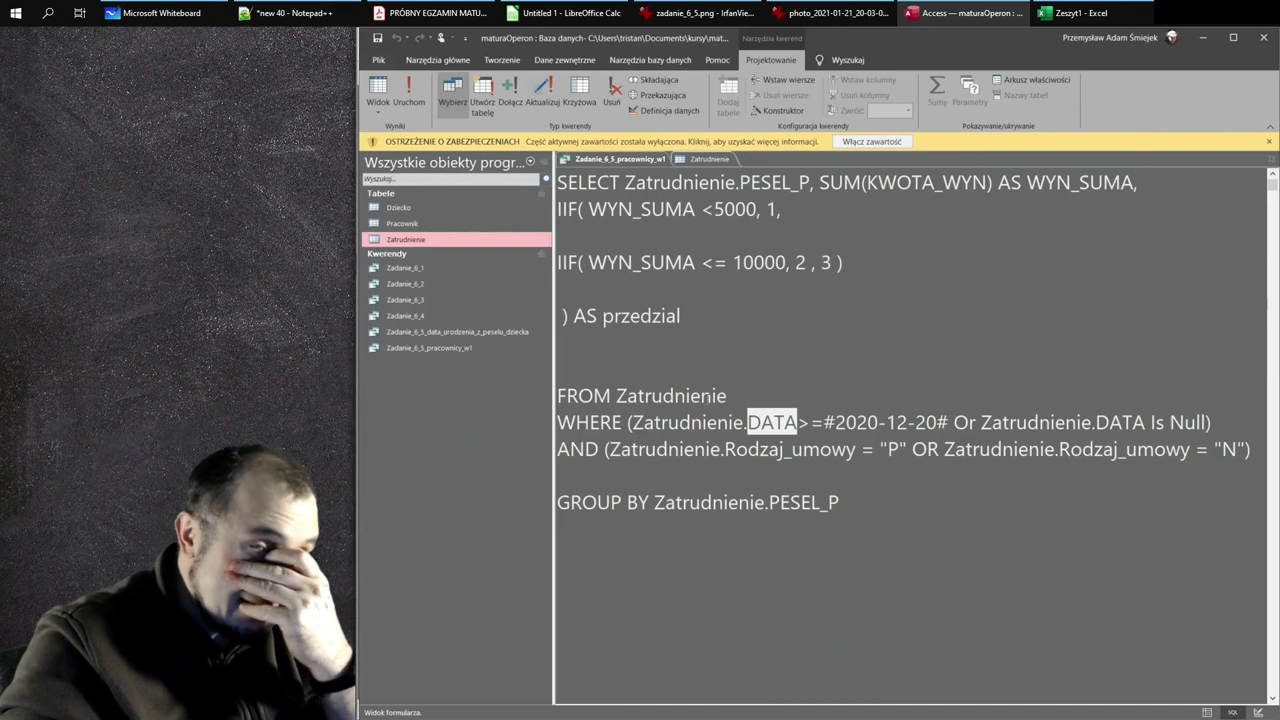 Microsoft Whiteboard
*new 40 - Notepad++
PRÓBNY EGZAMIN MATU...
Untitled 1 - LibreOffice Calc
zadanie_6_5.png - IrfanVie...
photo_2021-01-21_20-03-0...
Access — maturaOperon : ...
Zeszyt1 - Excel
maturaOperon : Baza danych- C:\Users\tristan\Documents\kursy\mat...
Narzędzia kwerend
Przemysław Adam Śmiejek
Plik
Narzędzia główne
Tworzenie
Dane zewnętrzne
Narzędzia bazy danych
Pomoc
Projektowanie
Wyszukaj
Widok
Uruchom
Wybierz
Utwórz tabelę
Dołącz
Aktualizuj
Krzyżowa
Usuń
Składająca
Przekazująca
Definicja danych
Dodaj tabele
Wstaw wiersze
Usuń wiersze
Konstruktor
Wstaw kolumny
Usuń kolumny
Zwróć:
Sumy
Parametry
Arkusz właściwości
Nazwy tabel
Wyniki
Typ kwerendy
Konfiguracja kwerendy
Pokazywanie/ukrywanie
OSTRZEŻENIE O ZABEZPIECZENIACH
Część aktywnej zawartości została wyłączona. Kliknij, aby uzyskać więcej informacji.
Włącz zawartość
Wszystkie obiekty progr...
Wyszukaj...
Tabele
Dziecko
Pracownik
Zatrudnienie
Kwerendy
Zadanie_6_1
Zadanie_6_2
Zadanie_6_3
Zadanie_6_4
Zadanie_6_5_data_urodzenia_z_peselu_dziecka
Zadanie_6_5_pracownicy_w1
Zadanie_6_5_pracownicy_w1
Zatrudnienie
SELECT Zatrudnienie.PESEL_P, SUM(KWOTA_WYN) AS WYN_SUMA,
IIF( WYN_SUMA <5000, 1,
IIF( WYN_SUMA <= 10000, 2 , 3 )
) AS przedzial
FROM Zatrudnienie
WHERE (Zatrudnienie.DATA>=#2020-12-20# Or Zatrudnienie.DATA Is Null)
AND (Zatrudnienie.Rodzaj_umowy = "P" OR Zatrudnienie.Rodzaj_umowy = "N")
GROUP BY Zatrudnienie.PESEL_P
Widok formularza.
SQL